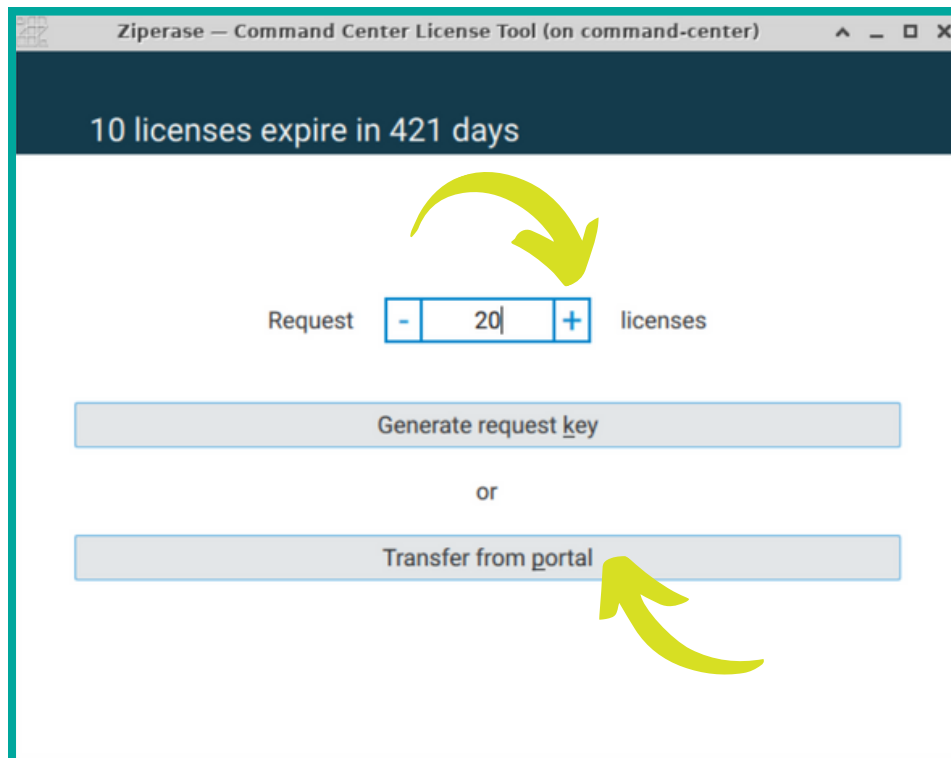 Ziperase — Command Center License Tool (on command-center)
10 licenses expire in 421 days
Request - 20 + licenses
Generate request key
or
Transfer from portal